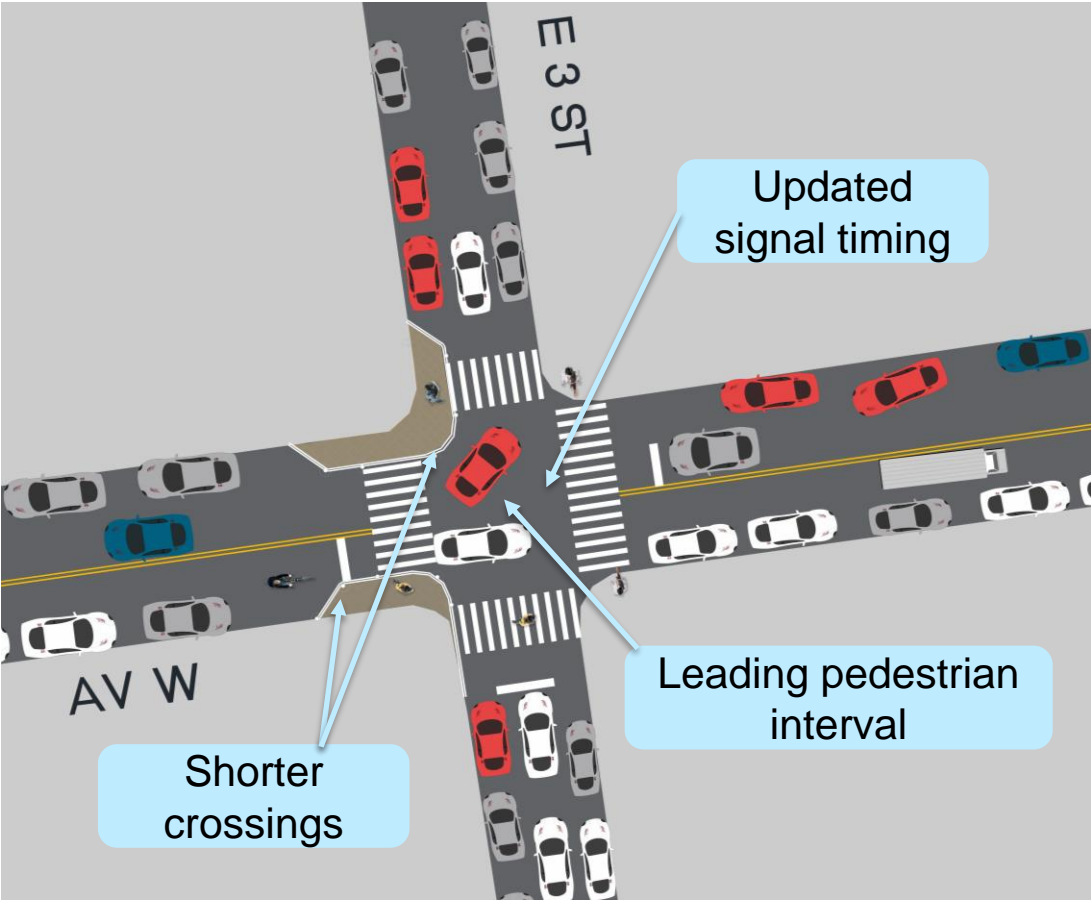 E 3 ST
Updated
signal timing
AV W
Leading pedestrian
interval
Shorter
crossings